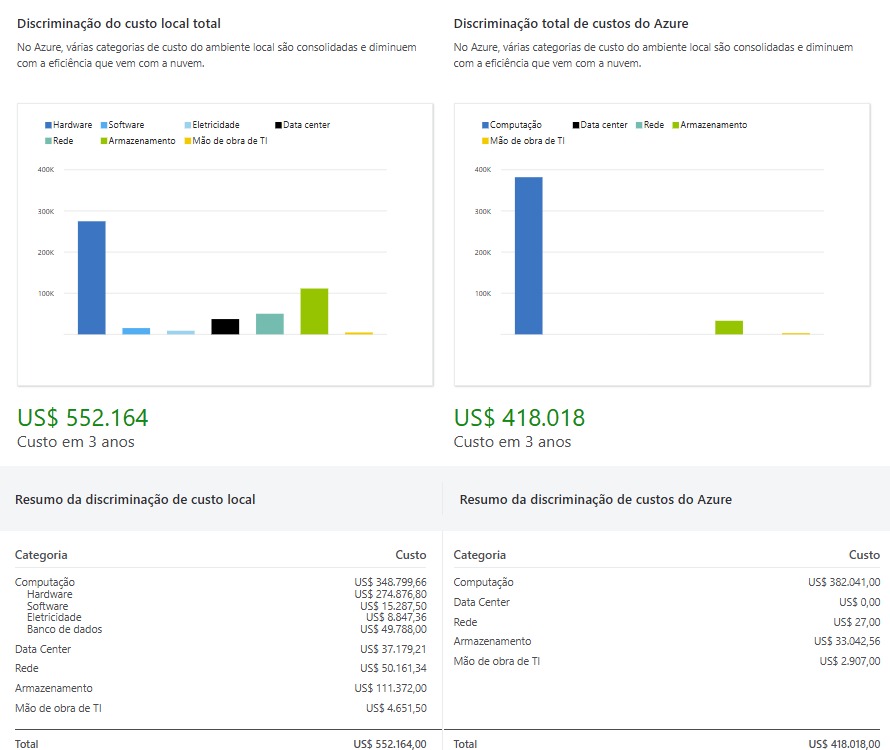 Discriminação do custo local total
No Azure, várias categorias de custo do ambiente local são consolidadas e diminuem
com a eficiência que vem com a nuvem.
Hardware Software Eletricidade Data center
Rede Armazenamento Mão de obra de TI
400K
300K
200K
100K
US$ 552.164
Custo em 3 anos
Discriminação total de custos do Azure
No Azure, várias categorias de custo do ambiente local são consolidadas e diminuem
com a eficiência que vem com a nuvem.
Computação Data center Rede Armazenamento
Mão de obra de TI
400K
300K
200K
100K
US$ 418.018
Custo em 3 anos
Resumo da discriminação de custo local
Categoria Custo
Computação US$ 348.799,66
Hardware US$ 274.876,80
Software US$ 15.287,50
Eletricidade US$ 8.847,36
Banco de dados US$ 49.788,00
Data Center US$ 37.179,21
Rede US$ 50.161,34
Armazenamento US$ 111.372,00
Mão de obra de TI US$ 4.651,50
Total US$ 552.164,00
Resumo da discriminação de custos do Azure
Categoria Custo
Computação US$ 382.041,00
Data Center US$ 0,00
Rede US$ 27,00
Armazenamento US$ 33.042,56
Mão de obra de TI US$ 2.907,00
Total US$ 418.018,00